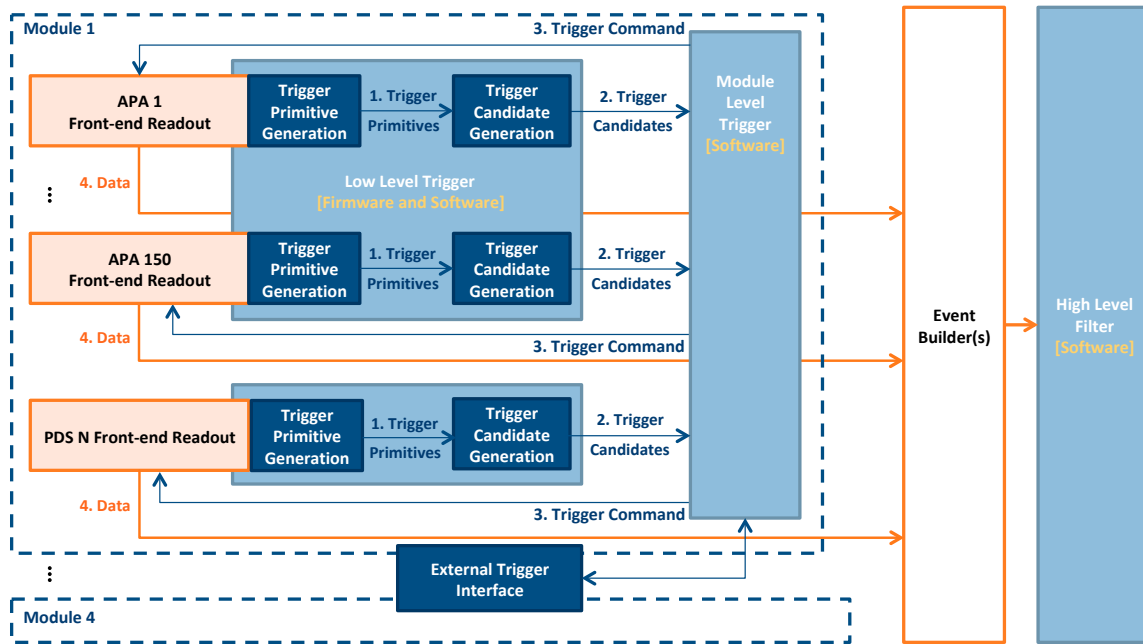 Module 1
3. Trigger Command
APA 1
Front-end Readout
Trigger
Primitive
Generation
1. Trigger
Primitives
Trigger
Candidate
Generation
2. Trigger
Candidates
Module
Level
Trigger
[Software]
4. Data
Low Level Trigger
[Firmware and Software]
APA 150
Front-end Readout
Trigger
Primitive
Generation
1. Trigger
Primitives
Trigger
Candidate
Generation
2. Trigger
Candidates
4. Data
3. Trigger Command
PDS N Front-end Readout
Trigger
Primitive
Generation
1. Trigger
Primitives
Trigger
Candidate
Generation
2. Trigger
Candidates
4. Data
3. Trigger Command
Event
Builder(s)
High Level
Filter
[Software]
External Trigger
Interface
Module 4